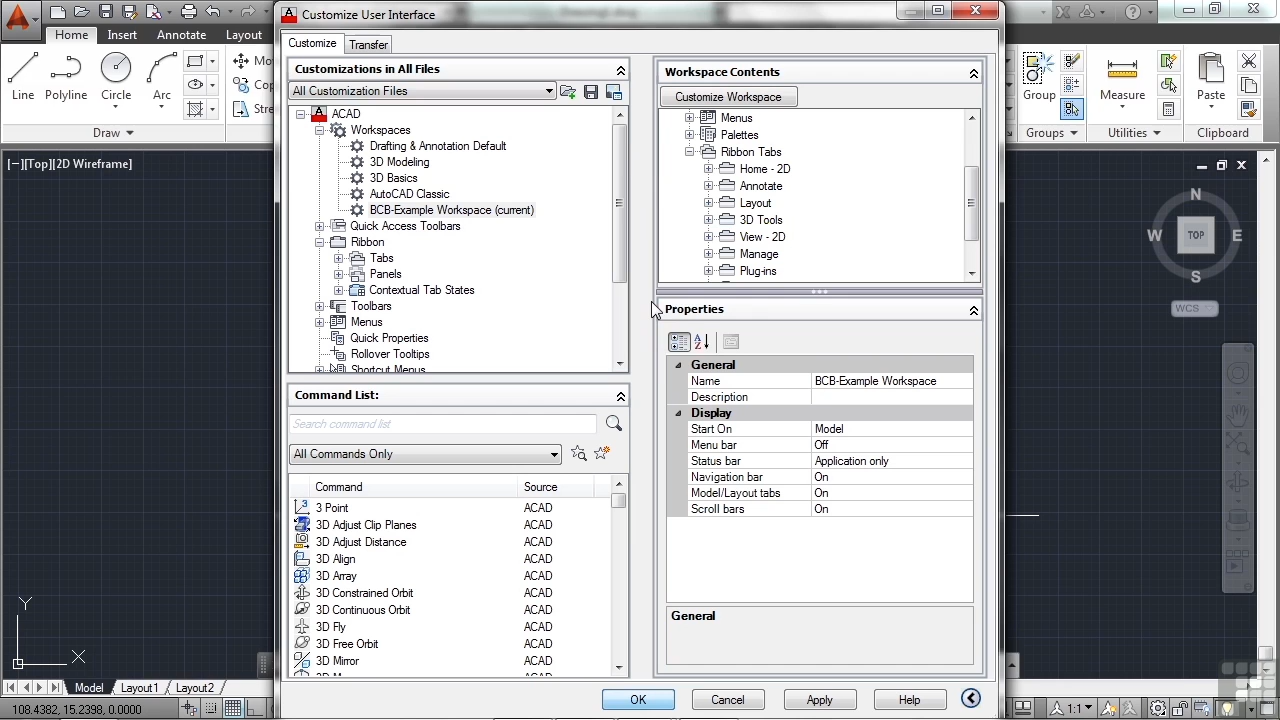 Customize User Interface
Home Insert Annotate Layout
Line Polyline Circle Arc
Draw
Group Measure Paste
Groups Utilities Clipboard
[−][Top][2D Wireframe]
N
W TOP E
S
WCS
Customize Transfer
Customizations in All Files
All Customization Files
ACAD
Workspaces
Drafting & Annotation Default
3D Modeling
3D Basics
AutoCAD Classic
BCB-Example Workspace (current)
Quick Access Toolbars
Ribbon
Tabs
Panels
Contextual Tab States
Toolbars
Menus
Quick Properties
Rollover Tooltips
Shortcut Menus
Command List:
Search command list
All Commands Only
Command Source
3 Point ACAD
3D Adjust Clip Planes ACAD
3D Adjust Distance ACAD
3D Align ACAD
3D Array ACAD
3D Constrained Orbit ACAD
3D Continuous Orbit ACAD
3D Fly ACAD
3D Free Orbit ACAD
3D Mirror ACAD
Workspace Contents
Customize Workspace
Menus
Palettes
Ribbon Tabs
Home - 2D
Annotate
Layout
3D Tools
View - 2D
Manage
Plug-ins
Properties
General
Name BCB-Example Workspace
Description
Display
Start On Model
Menu bar Off
Status bar Application only
Navigation bar On
Model/Layout tabs On
Scroll bars On
General
OK Cancel Apply Help
Y
X
Model Layout1 Layout2
108.4382, 15.2398, 0.0000
1:1